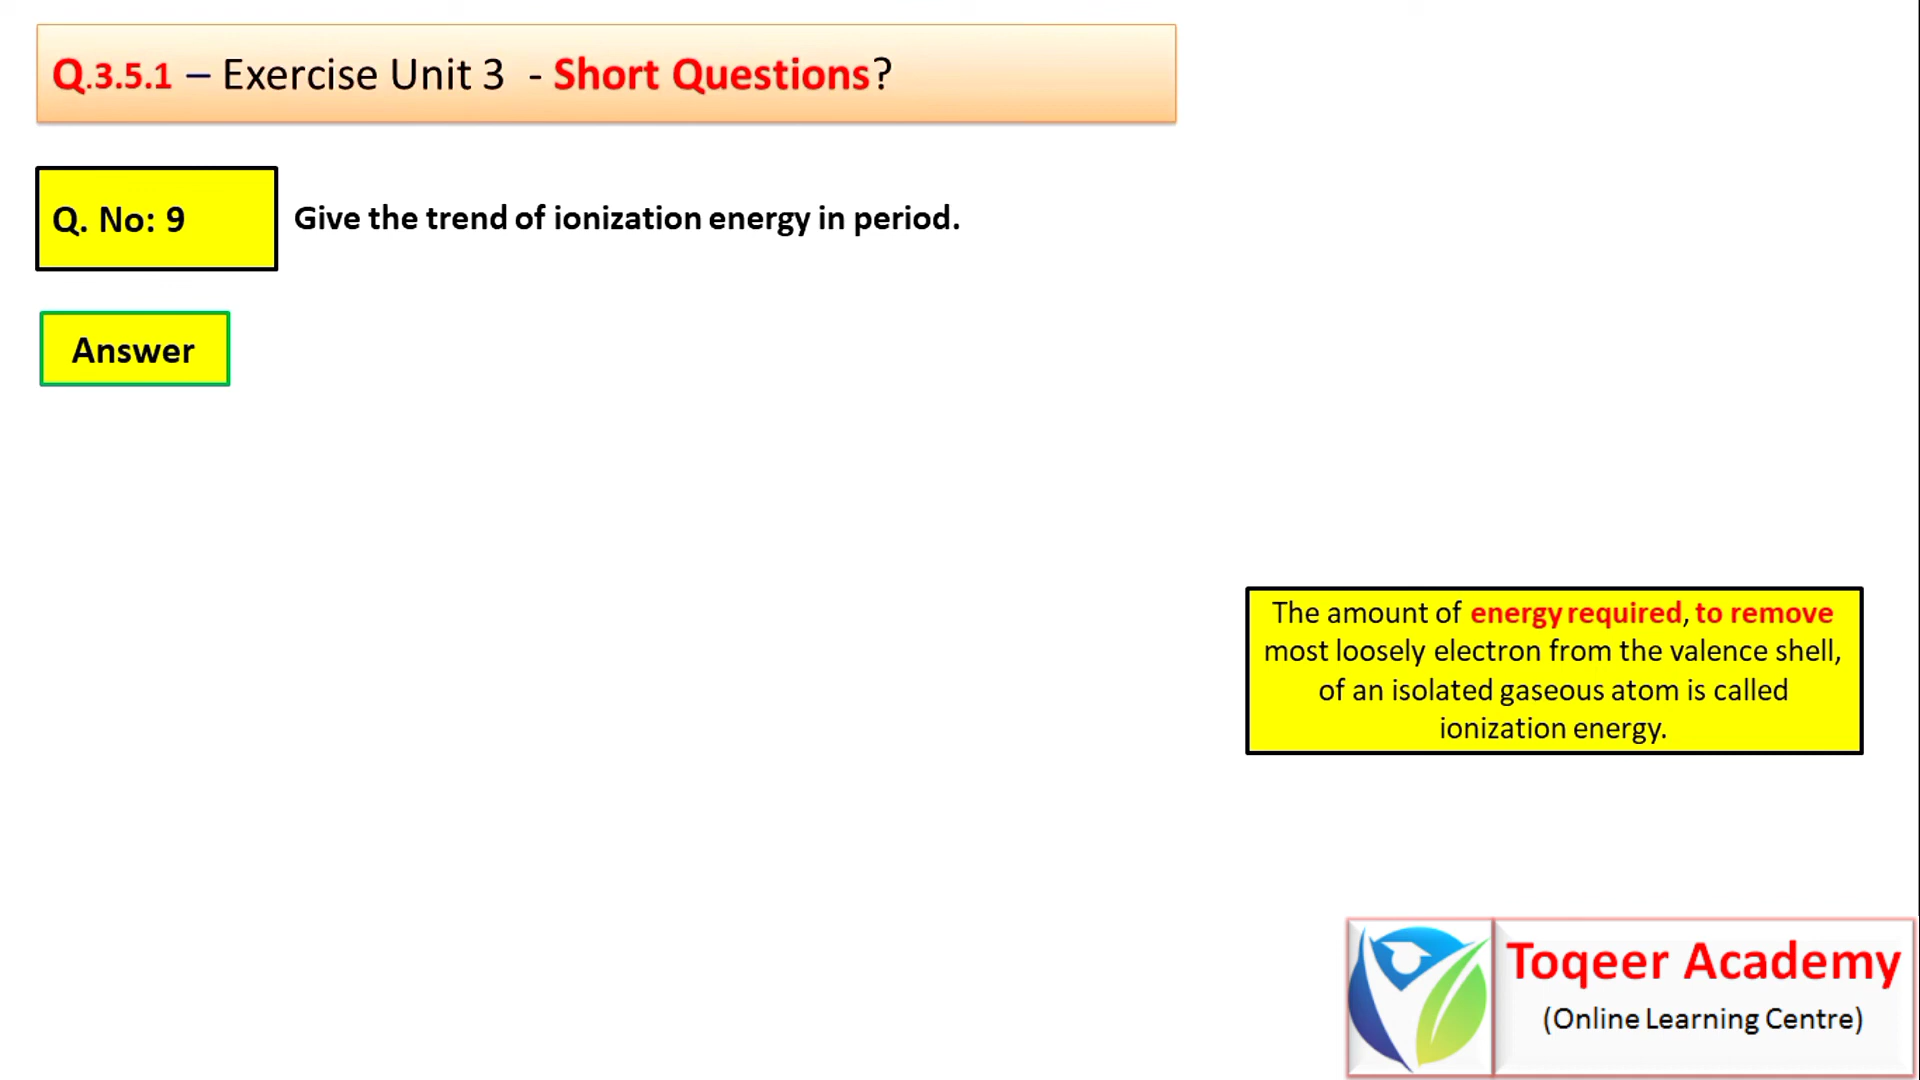 Q.3.5.1 – Exercise Unit 3 - Short Questions?
Q. No: 9
Give the trend of ionization energy in period.
Answer
The amount of energy required, to remove
most loosely electron from the valence shell,
of an isolated gaseous atom is called
ionization energy.
Toqeer Academy
(Online Learning Centre)